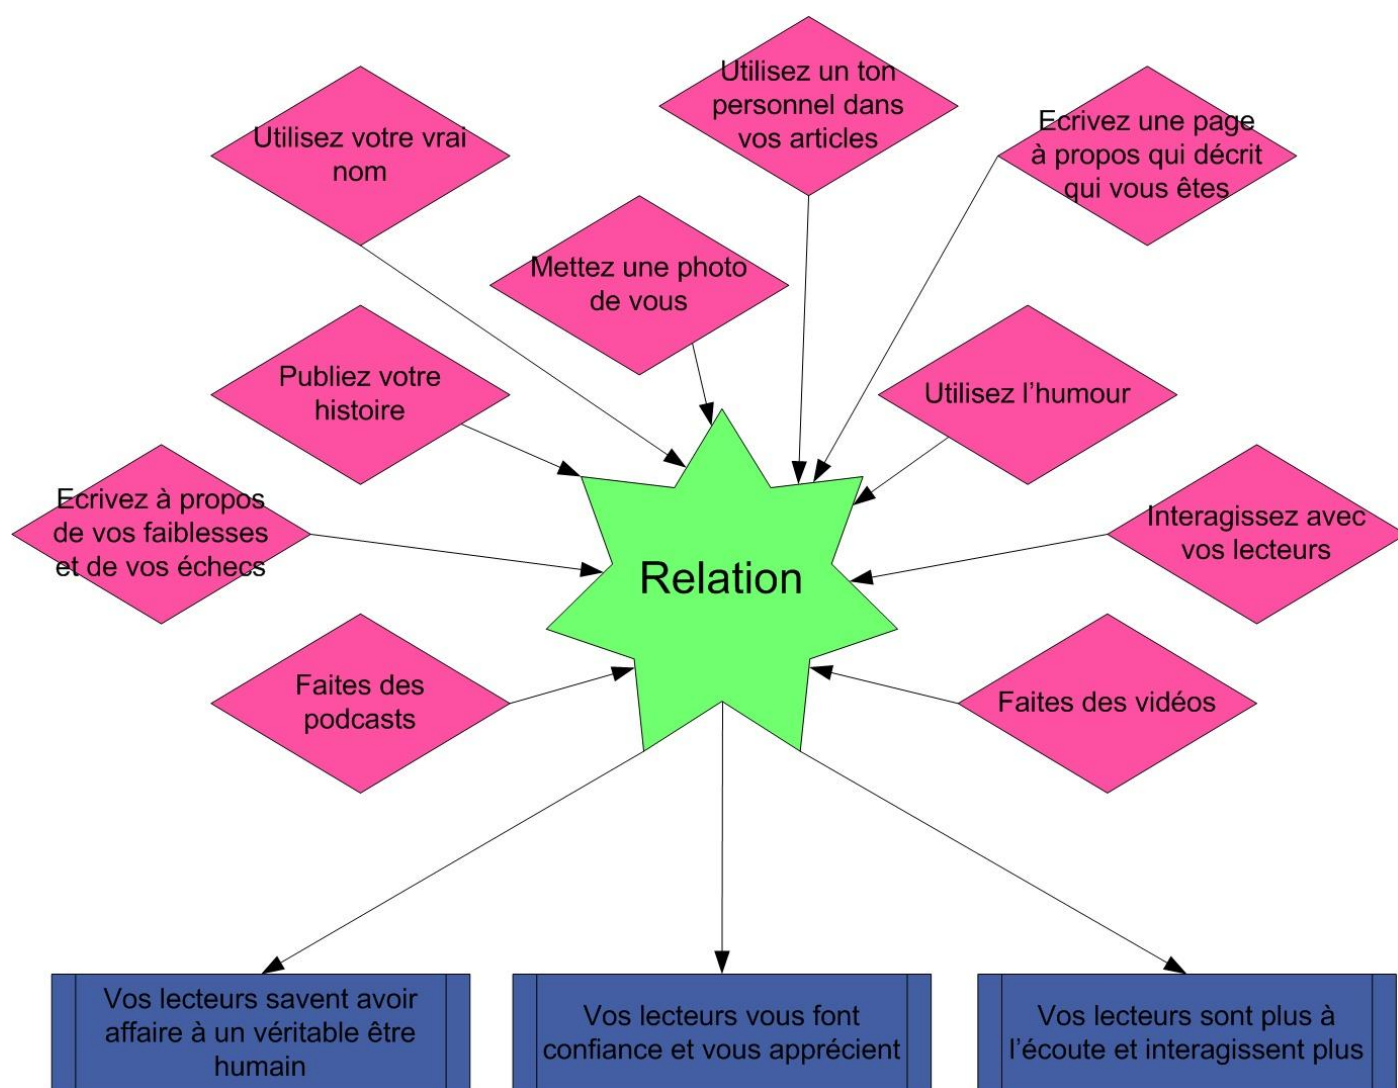 Utilisez un ton
personnel dans
vos articles
Utilisez votre vrai
nom
Ecrivez une page
à propos qui décrit
qui vous êtes
Mettez une photo
de vous
Publiez votre
histoire
Utilisez l’humour
Ecrivez à propos
de vos faiblesses
et de vos échecs
Interagissez avec
vos lecteurs
Relation
Faites des
podcasts
Faites des vidéos
Vos lecteurs savent avoir
affaire à un véritable être
humain
Vos lecteurs vous font
confiance et vous apprécient
Vos lecteurs sont plus à
l’écoute et interagissent plus